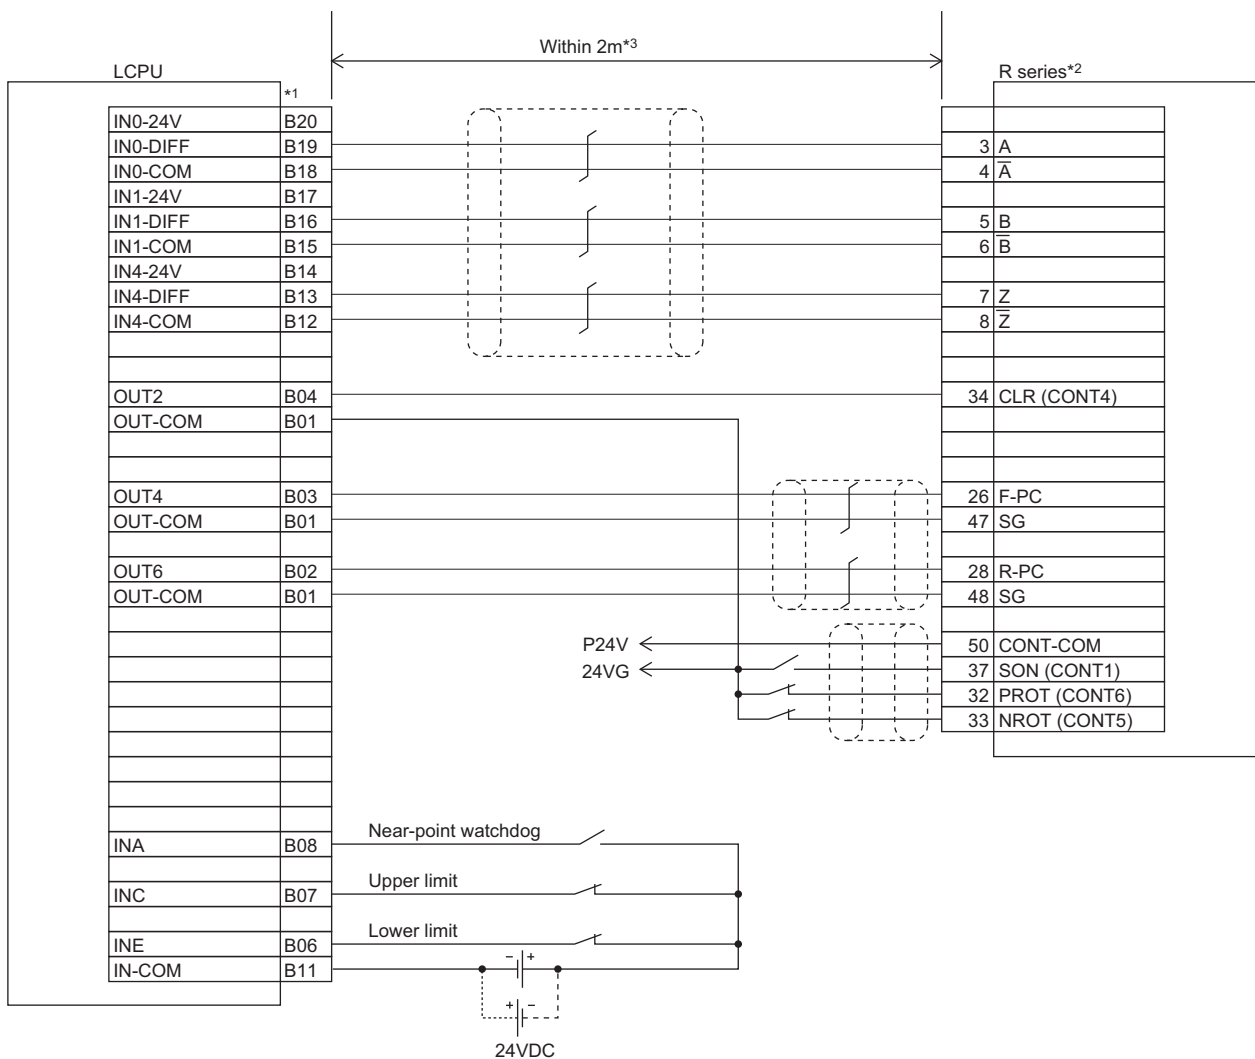 Within 2m*3
LCPU
R series*2
*1
IN0-24V B20
IN0-DIFF B19 3 A
IN0-COM B18 4 A̅
IN1-24V B17
IN1-DIFF B16 5 B
IN1-COM B15 6 B̅
IN4-24V B14
IN4-DIFF B13 7 Z
IN4-COM B12 8 Z̅
OUT2 B04 34 CLR (CONT4)
OUT-COM B01
OUT4 B03 26 F-PC
OUT-COM B01 47 SG
OUT6 B02 28 R-PC
OUT-COM B01 48 SG
P24V 50 CONT-COM
24VG 37 SON (CONT1)
32 PROT (CONT6)
33 NROT (CONT5)
Near-point watchdog
INA B08
Upper limit
INC B07
Lower limit
INE B06
IN-COM B11 - +
+ -
24VDC